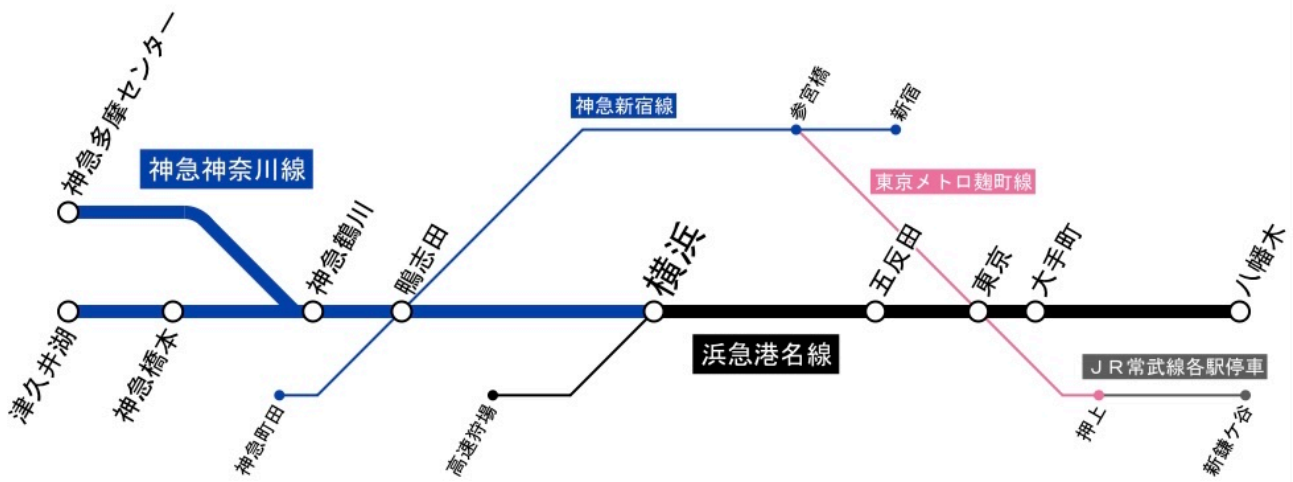 神急多摩センター
神急神奈川線
神急鶴川
鴨志田
神急新宿線
参宮橋
新宿
東京メトロ麹町線
横浜
五反田
東京
大手町
八幡木
津久井湖
神急橋本
神急町田
高速狩場
浜急港名線
JR常武線各駅停車
押上
新鎌ケ谷